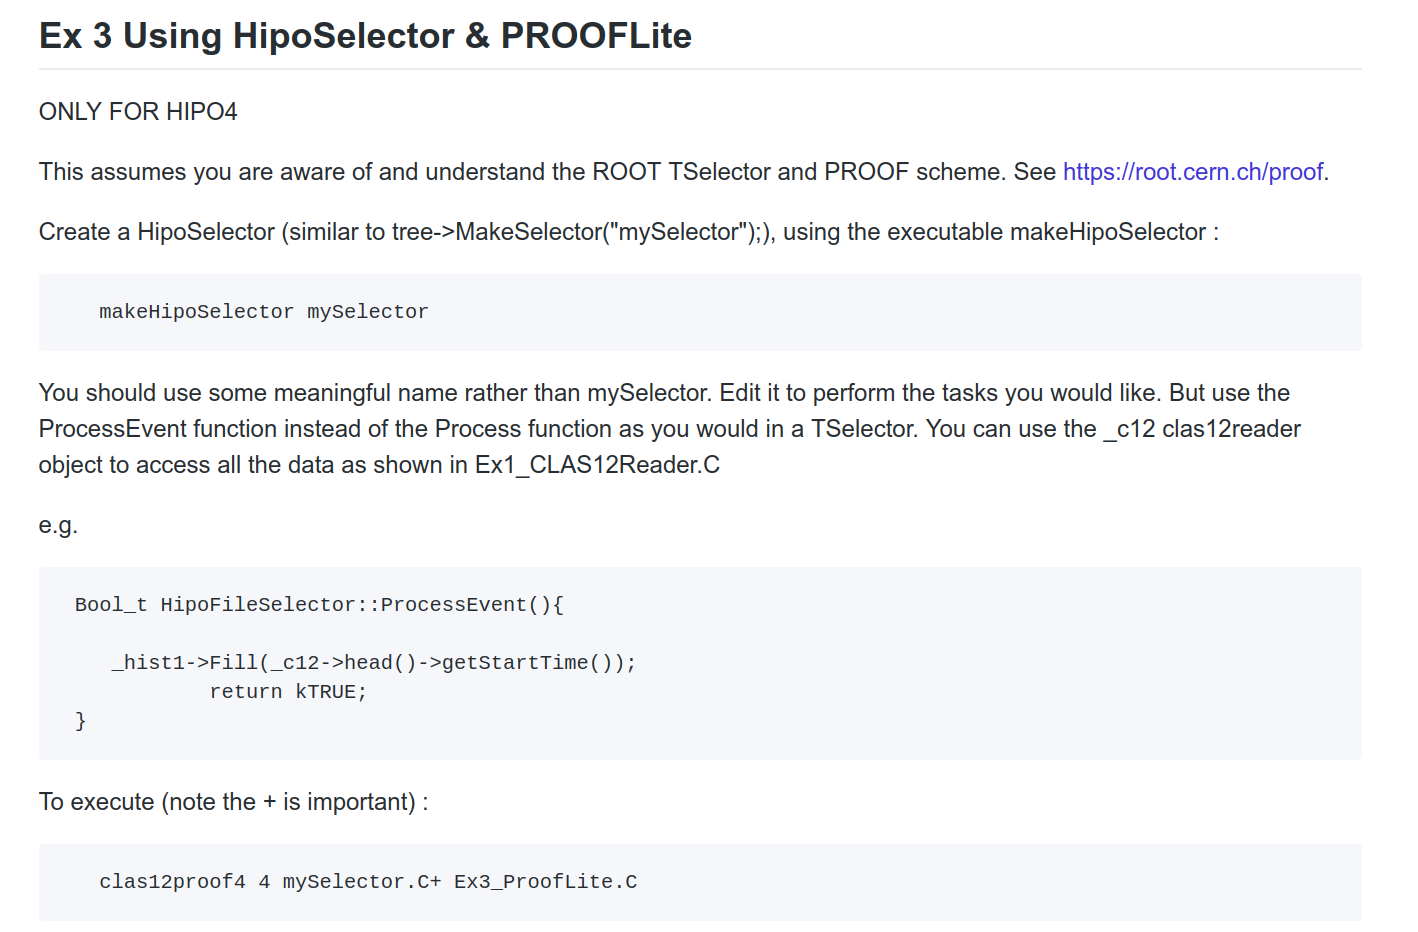 Ex 3 Using HipoSelector & PROOFLite
ONLY FOR HIPO4
This assumes you are aware of and understand the ROOT TSelector and PROOF scheme. See https://root.cern.ch/proof.
Create a HipoSelector (similar to tree->MakeSelector("mySelector");), using the executable makeHipoSelector :
makeHipoSelector mySelector
You should use some meaningful name rather than mySelector. Edit it to perform the tasks you would like. But use the
ProcessEvent function instead of the Process function as you would in a TSelector. You can use the _c12 clas12reader
object to access all the data as shown in Ex1_CLAS12Reader.C
e.g.
Bool_t HipoFileSelector::ProcessEvent(){
_hist1->Fill(_c12->head()->getStartTime());
return kTRUE;
}
To execute (note the + is important) :
clas12proof4 4 mySelector.C+ Ex3_ProofLite.C